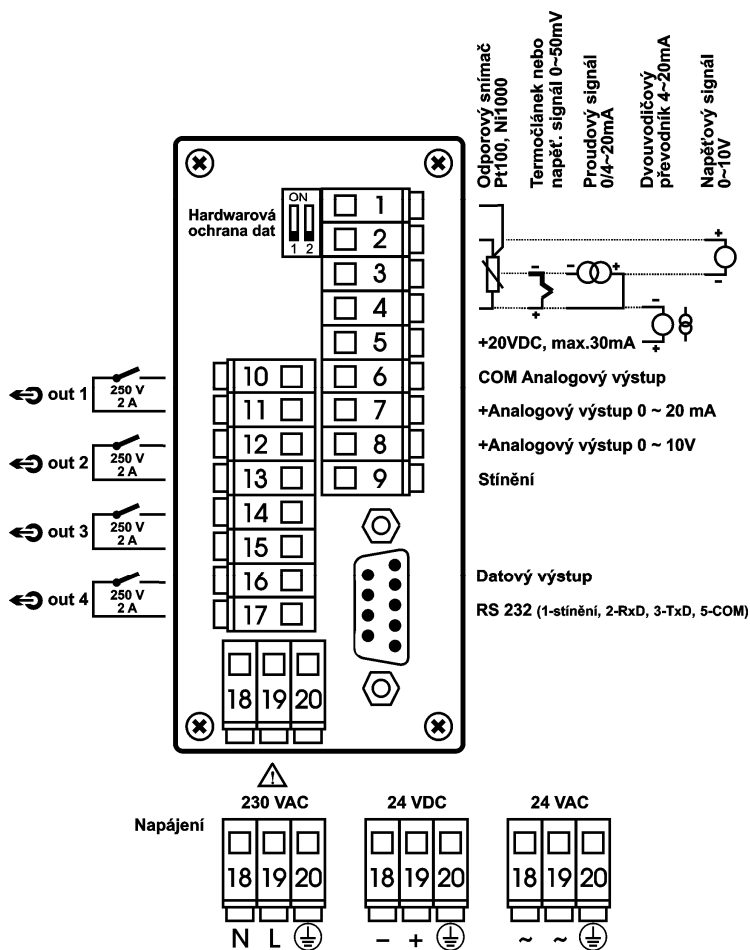 Odporový snímač
Pt100, Ni1000
Termočlánek nebo
napěť. signál 0~50mV
Proudový signál
0/4~20mA
Dvouvodičový
převodník 4~20mA
Napěťový signál
0~10V
Hardwarová
ochrana dat
ON
1 2
1
2
3
4
5
6
7
8
9
+
-
-
+
-
+
-
+
+20VDC, max.30mA
COM Analogový výstup
+Analogový výstup 0 ~ 20 mA
+Analogový výstup 0 ~ 10V
Stínění
out 1
250 V
2 A
out 2
250 V
2 A
out 3
250 V
2 A
out 4
250 V
2 A
10
11
12
13
14
15
16
17
Datový výstup
RS 232 (1-stínění, 2-RxD, 3-TxD, 5-COM)
18 19 20
Napájení
230 VAC
18 19 20
N L
24 VDC
18 19 20
- +
24 VAC
18 19 20
~ ~